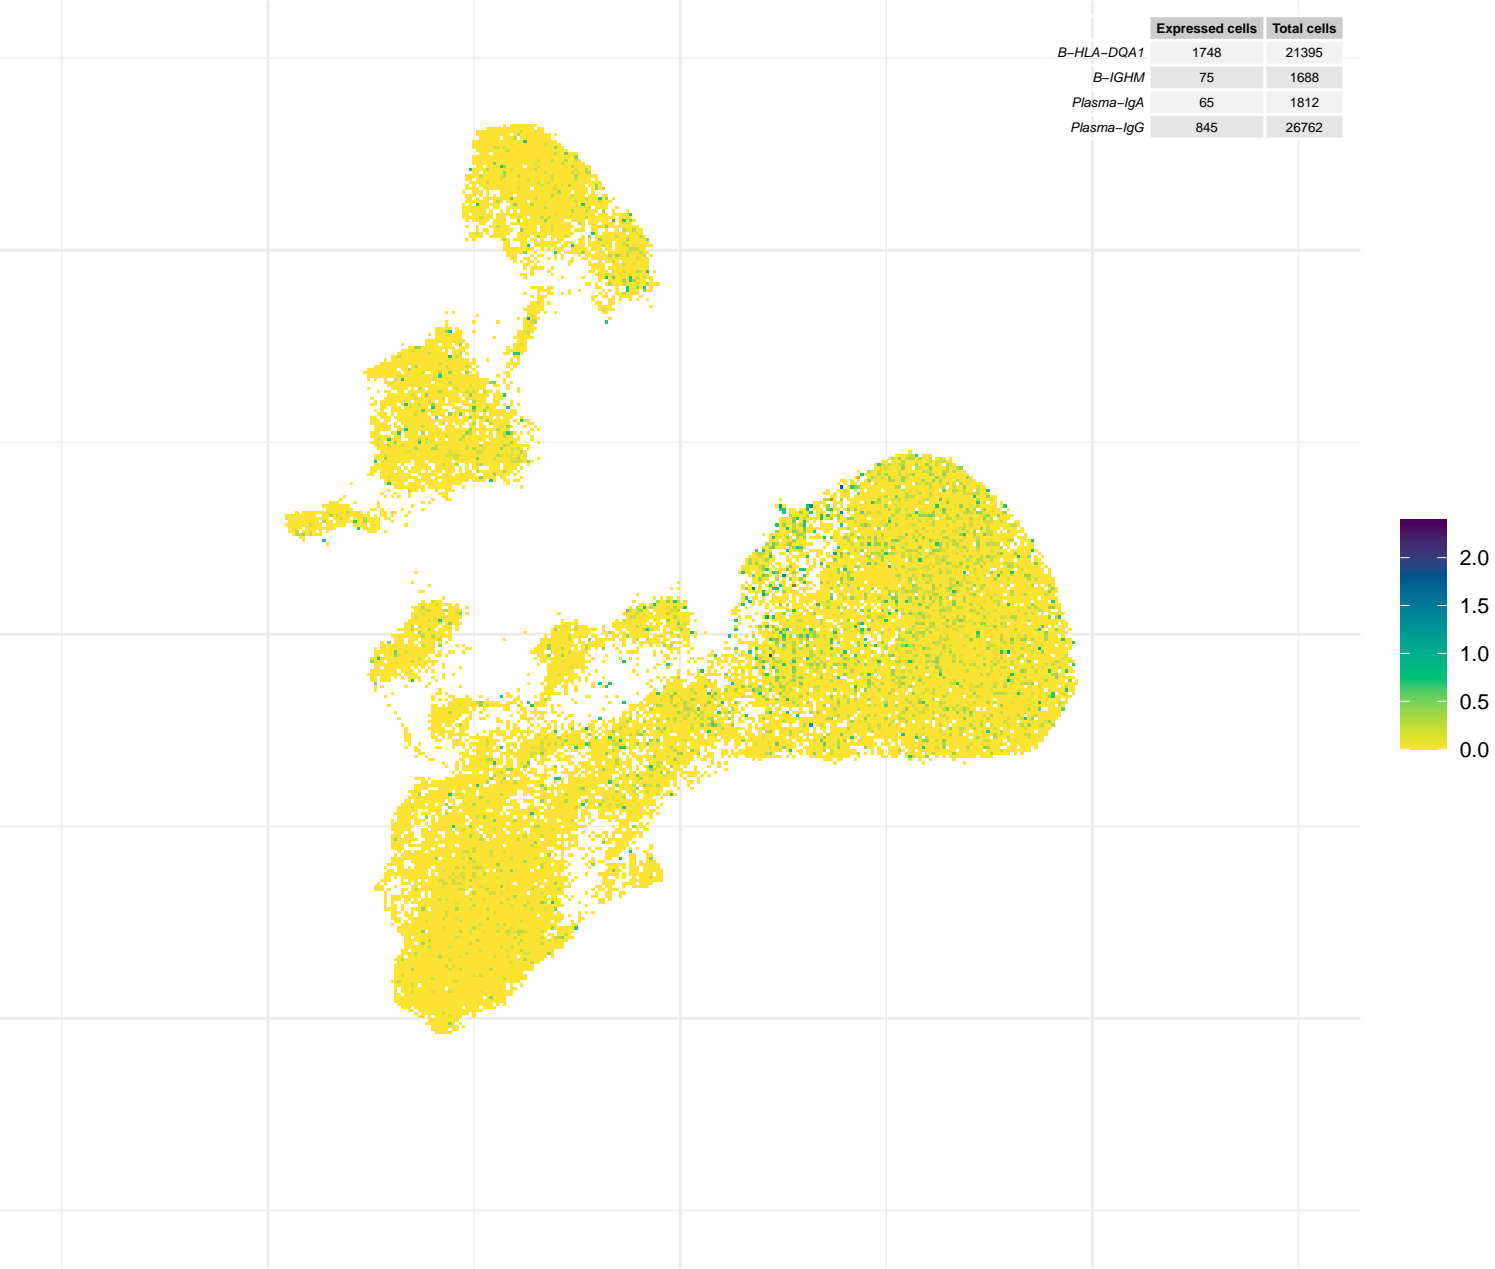 Expressed cells Total cells
B−HLA−DQA1 1748 21395
B−IGHM 75 1688
Plasma−IgA 65 1812
Plasma−IgG 845 26762
2.0
1.5
1.0
0.5
0.0